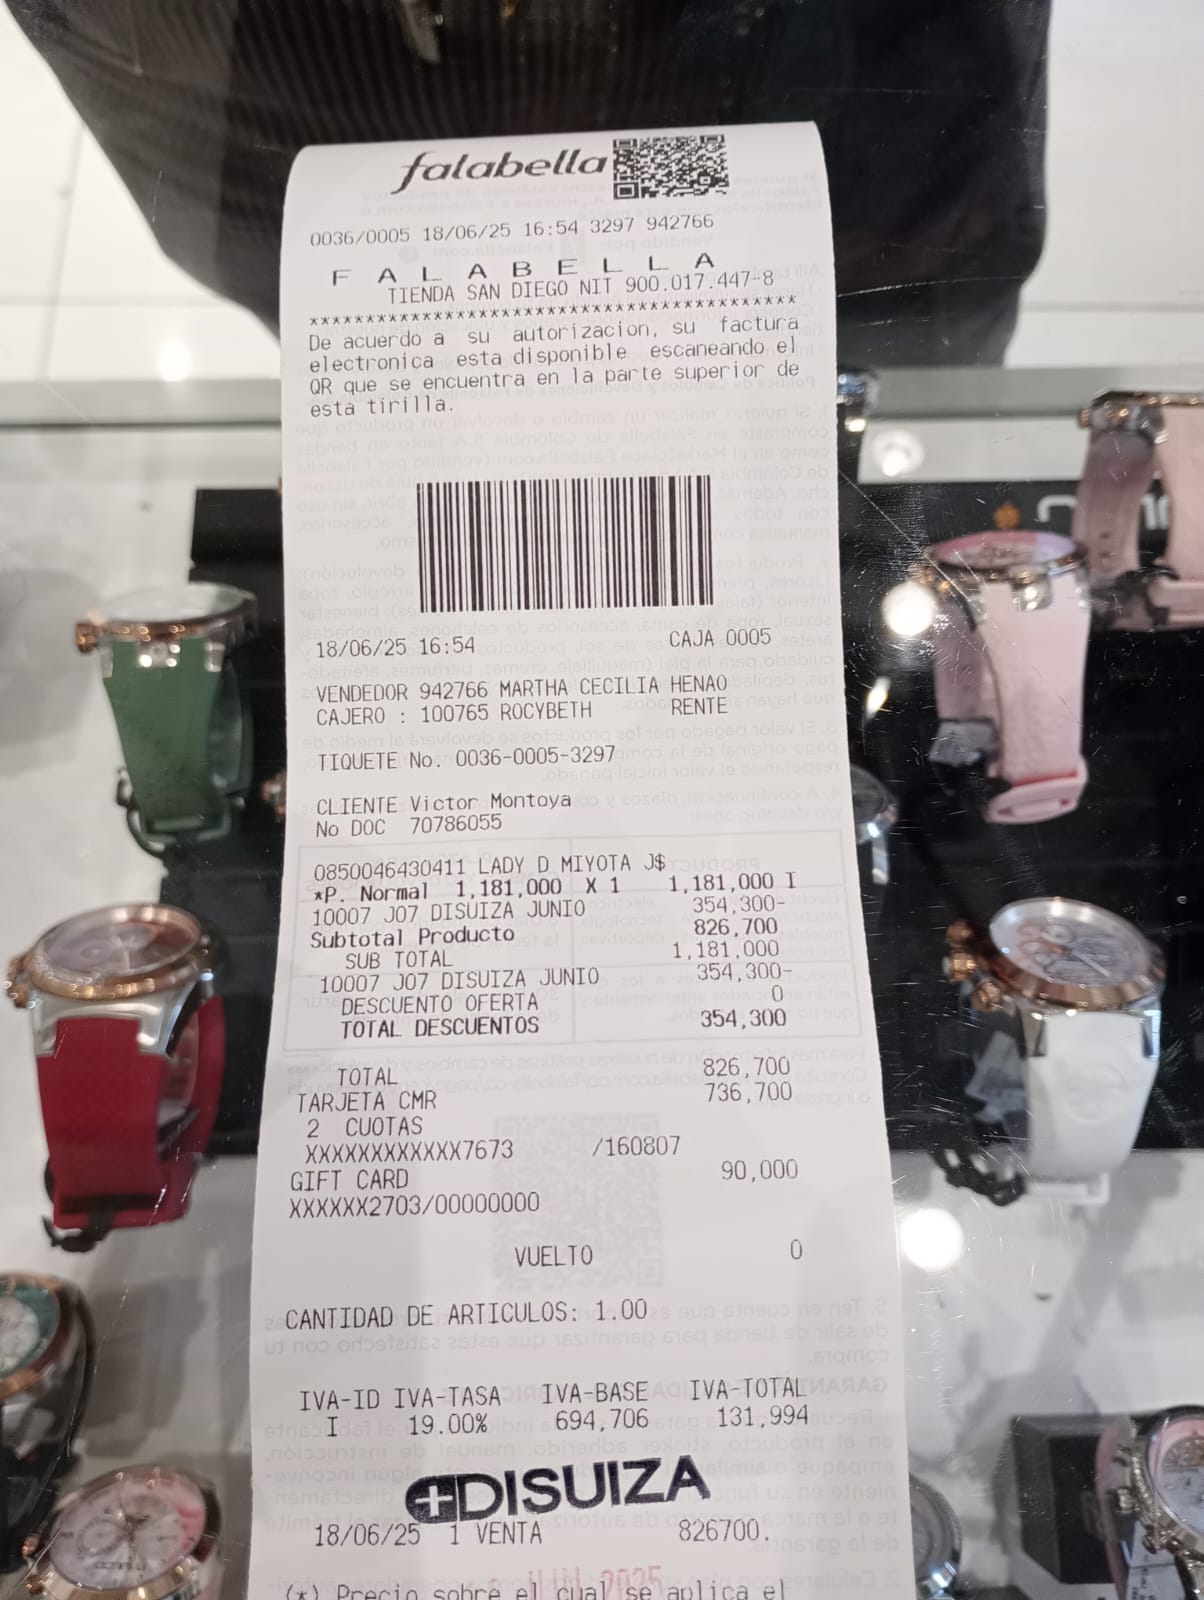 falabella
0036/0005 18/06/25 16:54 3297 942766
F A L A B E L L A
TIENDA SAN DIEGO NIT 900.017.447-8
******************************************
De acuerdo a su autorizacion, su factura
electronica esta disponible escaneando el
QR que se encuentra en la parte superior de
esta tirilla.
18/06/25 16:54 CAJA 0005
VENDEDOR 942766 MARTHA CECILIA HENAO
CAJERO : 100765 ROCYBETH RENTE
TIQUETE No. 0036-0005-3297
CLIENTE Victor Montoya
No DOC 70786055
0850046430411 LADY D MIYOTA J$
*P. Normal 1,181,000 X 1 1,181,000 I
10007 J07 DISUIZA JUNIO 354,300-
Subtotal Producto 826,700
SUB TOTAL 1,181,000
10007 J07 DISUIZA JUNIO 354,300-
DESCUENTO OFERTA 0
TOTAL DESCUENTOS 354,300
TOTAL 826,700
TARJETA CMR 736,700
2 CUOTAS
XXXXXXXXXXXX7673 /160807
GIFT CARD 90,000
XXXXXX2703/00000000
VUELTO 0
CANTIDAD DE ARTICULOS: 1.00
IVA-ID IVA-TASA IVA-BASE IVA-TOTAL
I 19.00% 694,706 131,994
DISUIZA
18/06/25 1 VENTA 826700.
JUN 2025
(*) Precio sobre el cual se aplica el